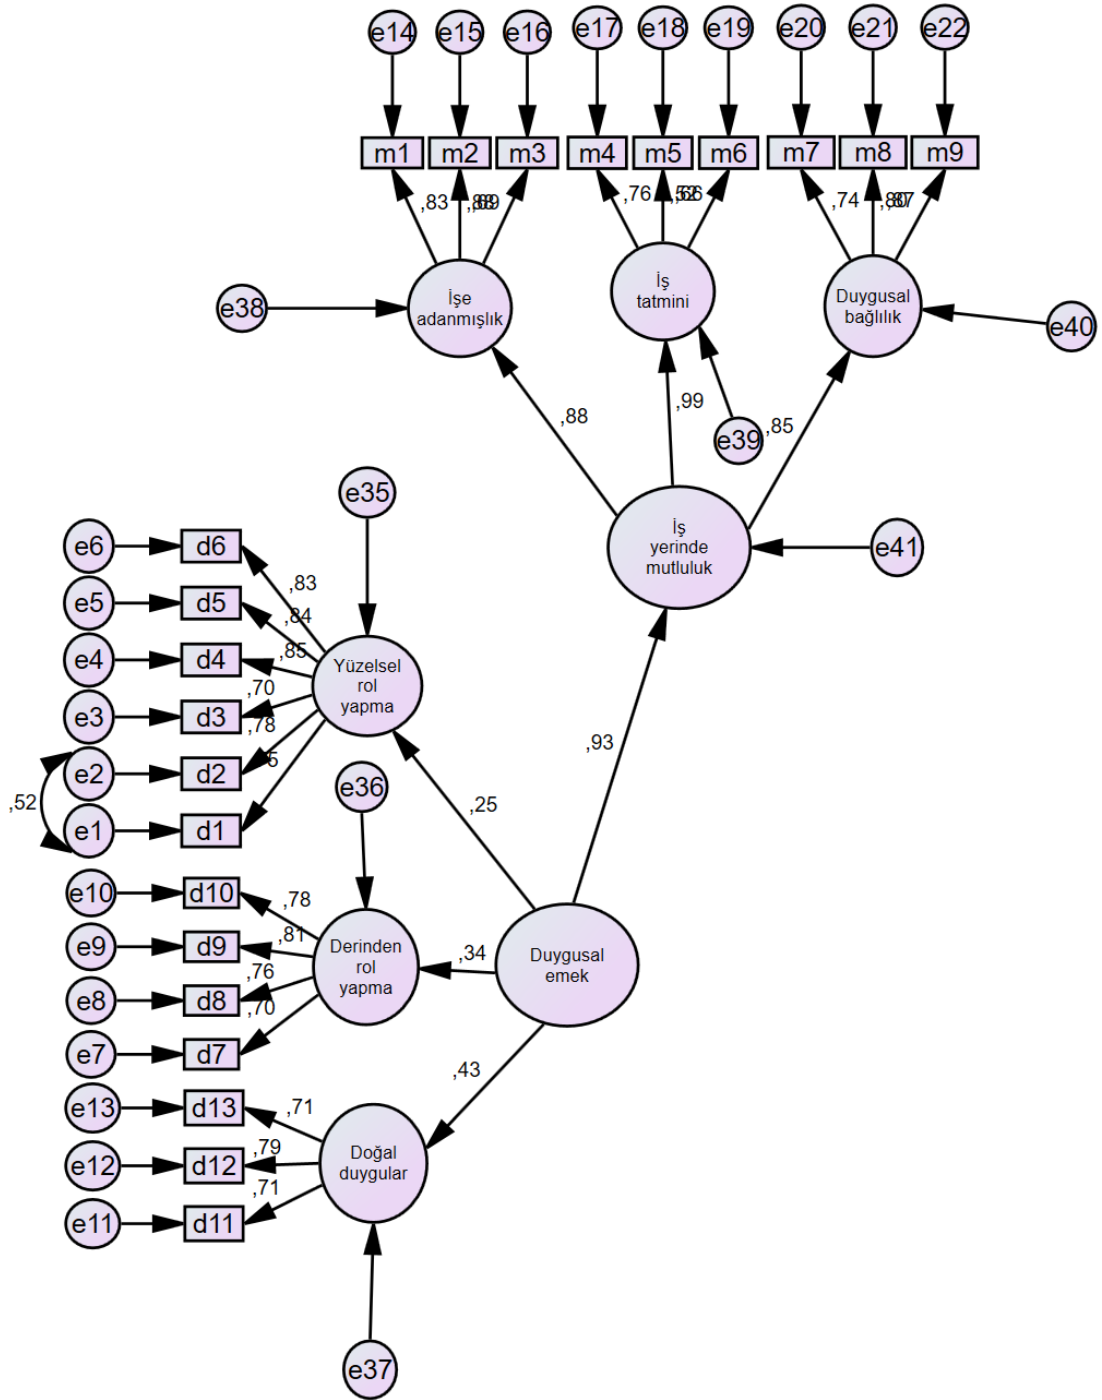 e14 e15 e16 e17 e18 e19 e20 e21 e22
m1 m2 m3 m4 m5 m6 m7 m8 m9
,83 ,76 ,74
e38
İşe
adanmışlık
İş
tatmini
Duygusal
bağlılık
e40
,88 ,99 ,85
e39
e35
İş
yerinde
mutluluk
e41
e6 d6
,83
e5 d5
,84
e4 d4
,85
Yüzelsel
rol
yapma
e3 d3
,70
e2 d2
,78
,52
e1 d1
,93
,25
e36
e10 d10
,78
e9 d9
,81
Derinden
rol
yapma
,34
Duygusal
emek
e8 d8
,76
e7 d7
,70
,43
e13 d13
,71
e12 d12
,79
Doğal
duygular
e11 d11
,71
e37